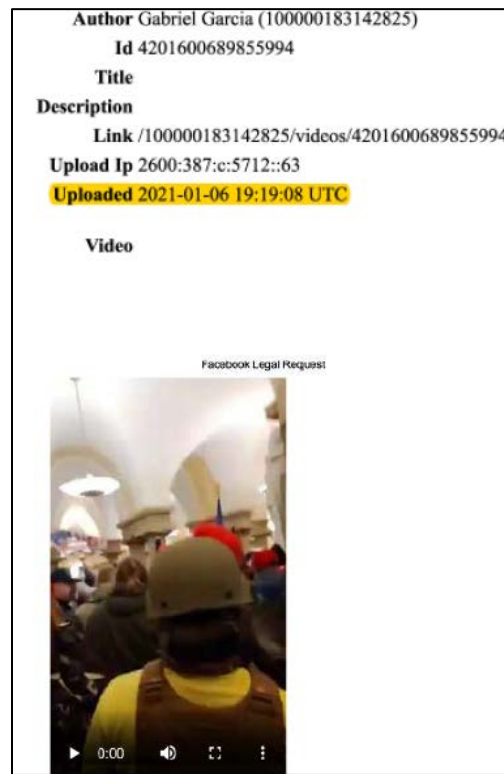 Author Gabriel Garcia (100000183142825)
Id 4201600689855994
Title
Description
Link /100000183142825/videos/4201600689855994
Upload Ip 2600:387:c:5712::63
Uploaded 2021-01-06 19:19:08 UTC
Video
Facebook Legal Request
0:00